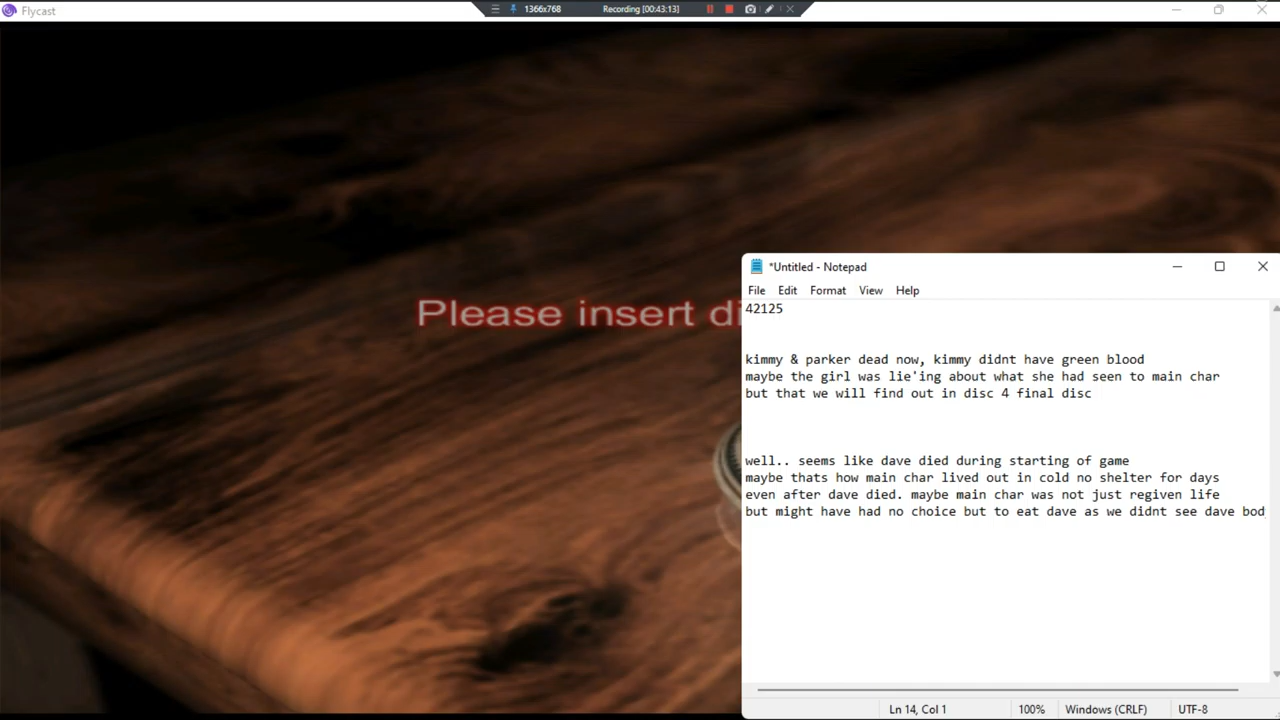 Flycast
1366x768
Recording [00:43:13]
Please insert di
*Untitled - Notepad
File Edit Format View Help
42125
kimmy & parker dead now, kimmy didnt have green blood
maybe the girl was lie'ing about what she had seen to main char
but that we will find out in disc 4 final disc
well.. seems like dave died during starting of game
maybe thats how main char lived out in cold no shelter for days
even after dave died. maybe main char was not just regiven life
but might have had no choice but to eat dave as we didnt see dave bod
Ln 14, Col 1
100%
Windows (CRLF)
UTF-8